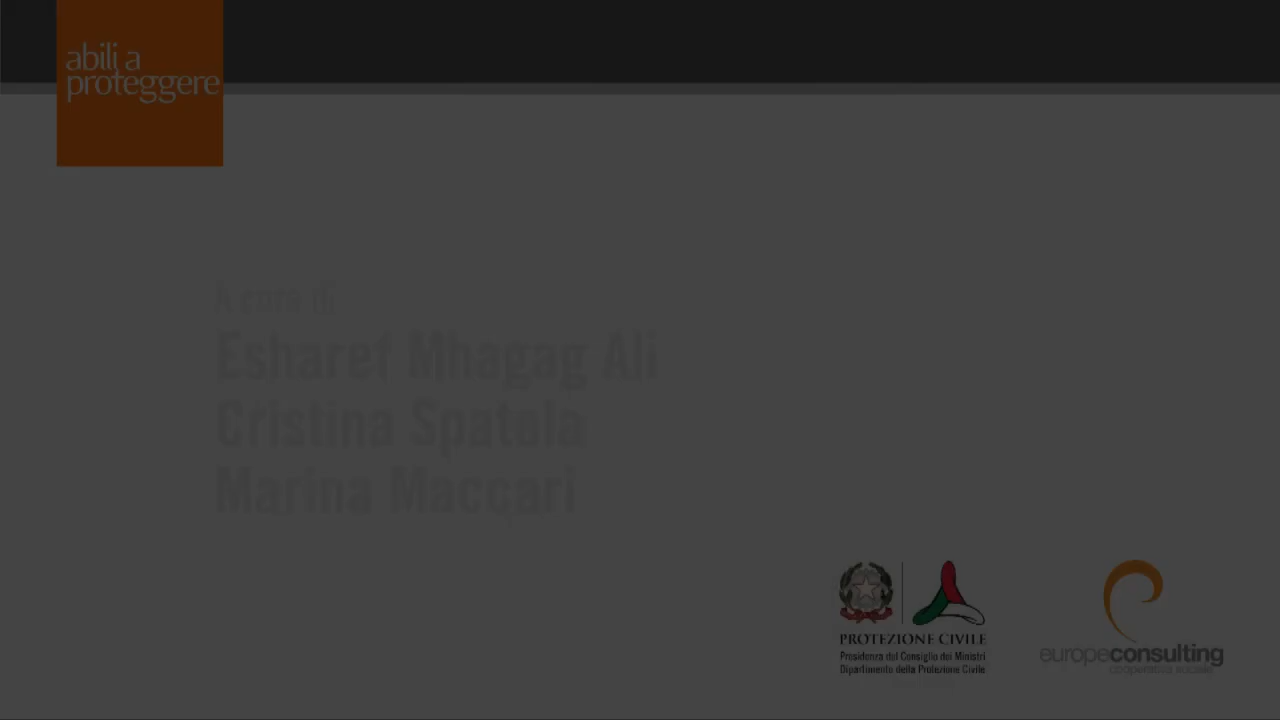 abili a
proteggere
A cura di
Esharef Mhagag Ali
Cristina Spatola
Marina Maccari
PROTEZIONE CIVILE
Presidenza del Consiglio dei Ministri
Dipartimento della Protezione Civile
europeconsulting
cooperativa sociale